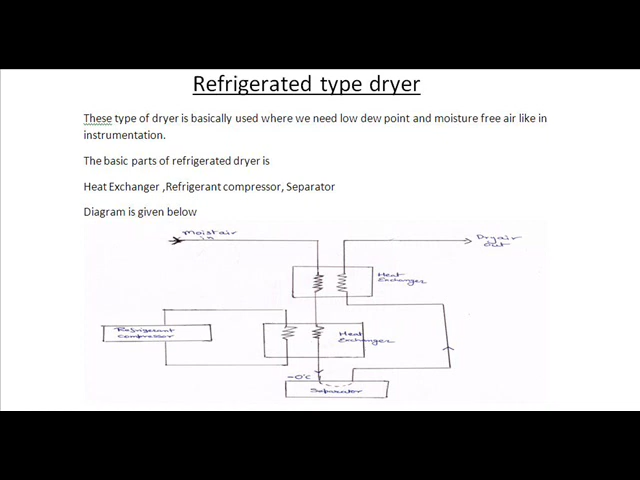 Refrigerated type dryer
These type of dryer is basically used where we need low dew point and moisture free air like in
instrumentation.
The basic parts of refrigerated dryer is
Heat Exchanger ,Refrigerant compressor, Separator
Diagram is given below
Moist air
in
Dry air
out
Heat
Exchanger
Refrigerant
compressor
Heat
Exchanger
-0°c
Separator